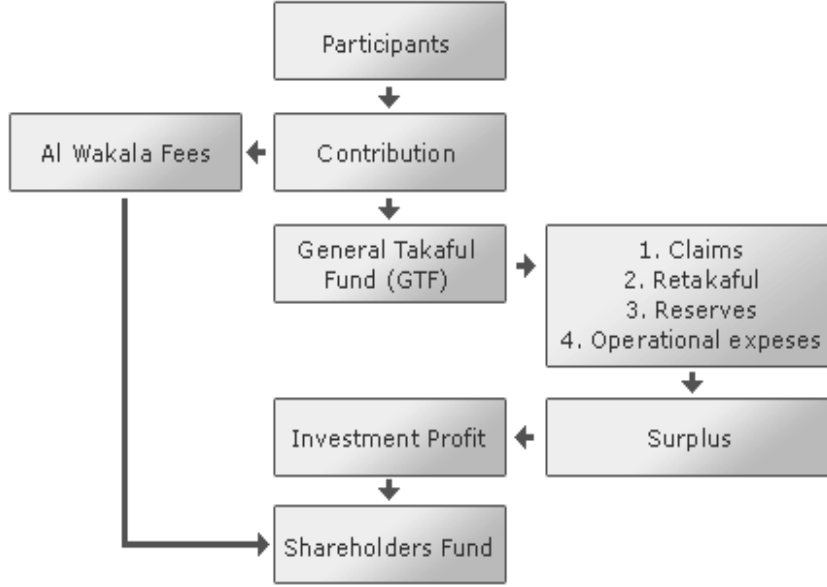 Participants
Al Wakala Fees
Contribution
General Takaful
Fund (GTF)
1. Claims
2. Retakaful
3. Reserves
4. Operational expeses
Investment Profit
Surplus
Shareholders Fund